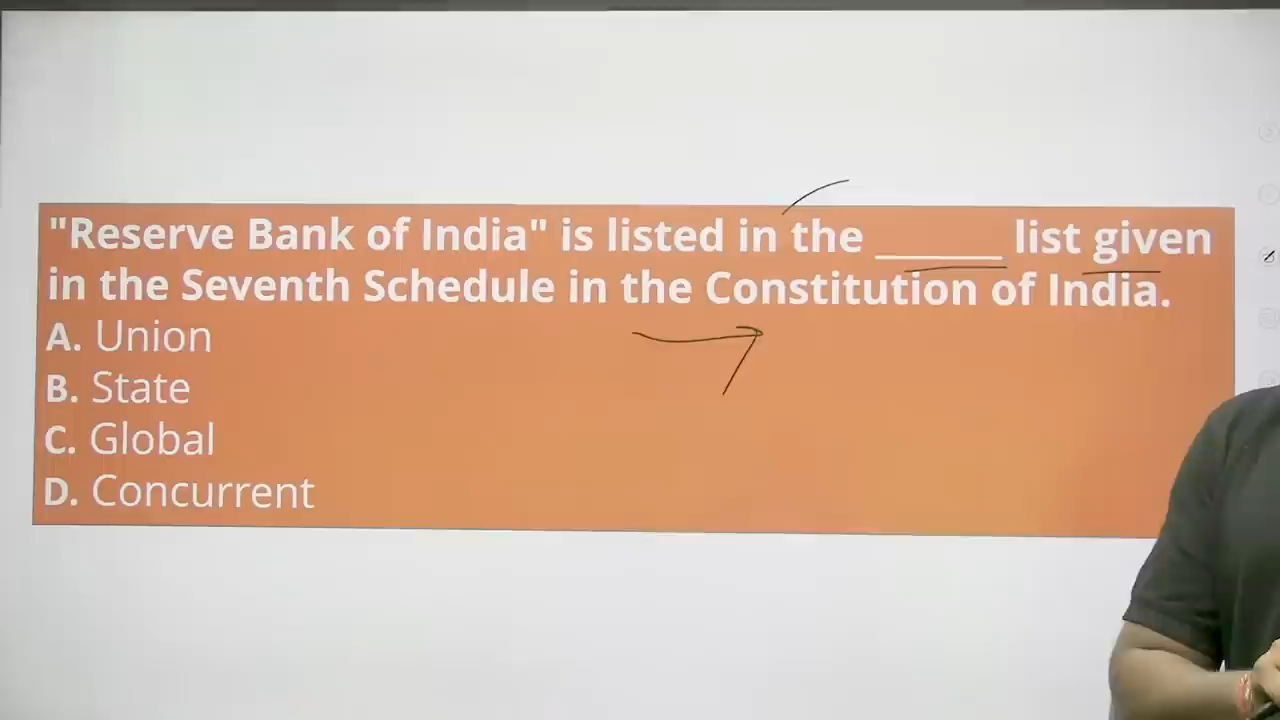 "Reserve Bank of India" is listed in the ______ list given
in the Seventh Schedule in the Constitution of India.
A. Union
B. State
C. Global
D. Concurrent